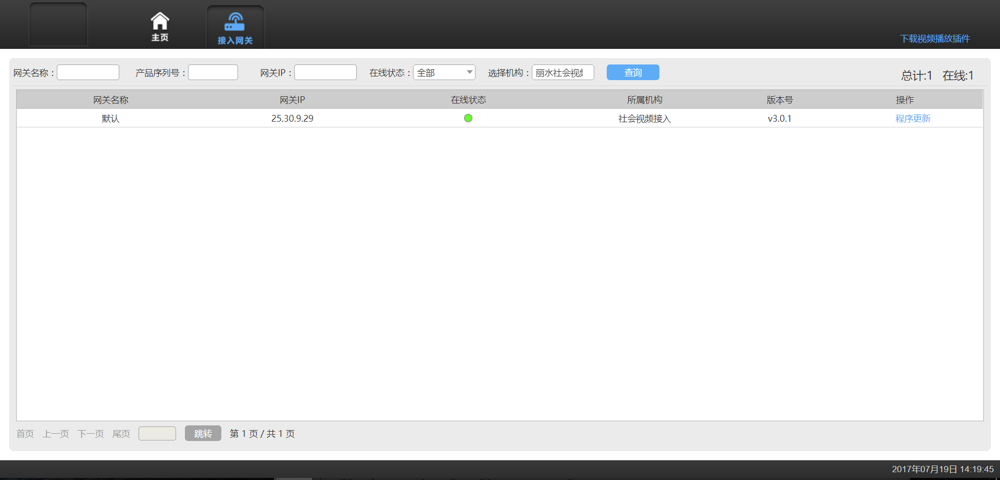 主页
接入网关
下载视频播放插件
网关名称： 产品序列号： 网关IP： 在线状态： 全部 选择机构： 丽水社会视 查询 总计:1 在线:1
网关名称 网关IP 在线状态 所属机构 版本号 操作
默认 25.30.9.29 社会视频接入 v3.0.1 程序更新
首页 上一页 下一页 尾页 跳转 第 1 页 / 共 1 页
2017年07月19日 14:19:45